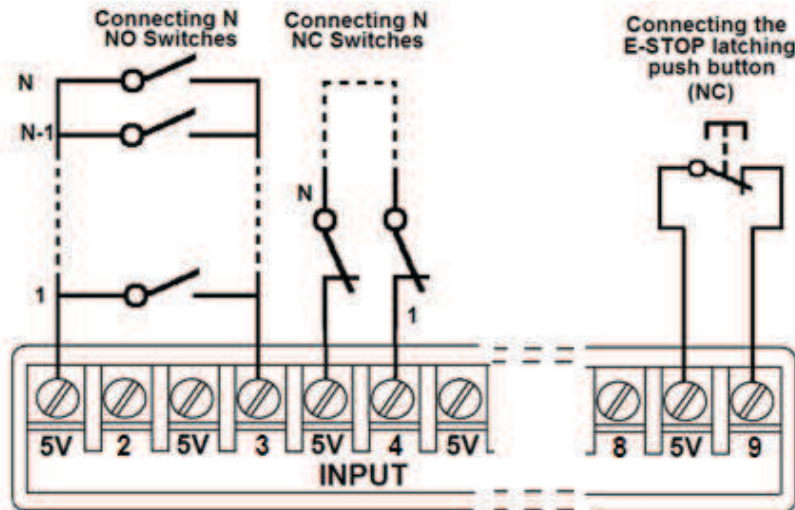 Connecting N
NO Switches
Connecting N
NC Switches
Connecting the
E-STOP latching
push button
(NC)
N
N-1
1
N
1
5V 2 5V 3 5V 4 5V 8 5V 9
INPUT